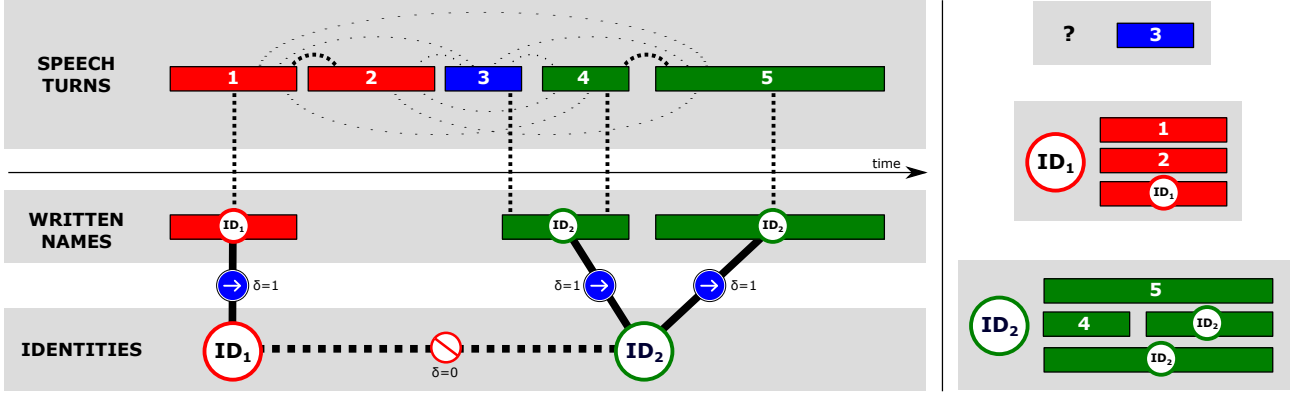 SPEECH
TURNS
1 2 3 4 5
time
WRITTEN
NAMES
ID₁ ID₂ ID₂
δ=1 δ=1 δ=1
IDENTITIES
ID₁ ID₂
δ=0
? 3
ID₁
1
2
ID₁
ID₂
5
4 ID₂
ID₂